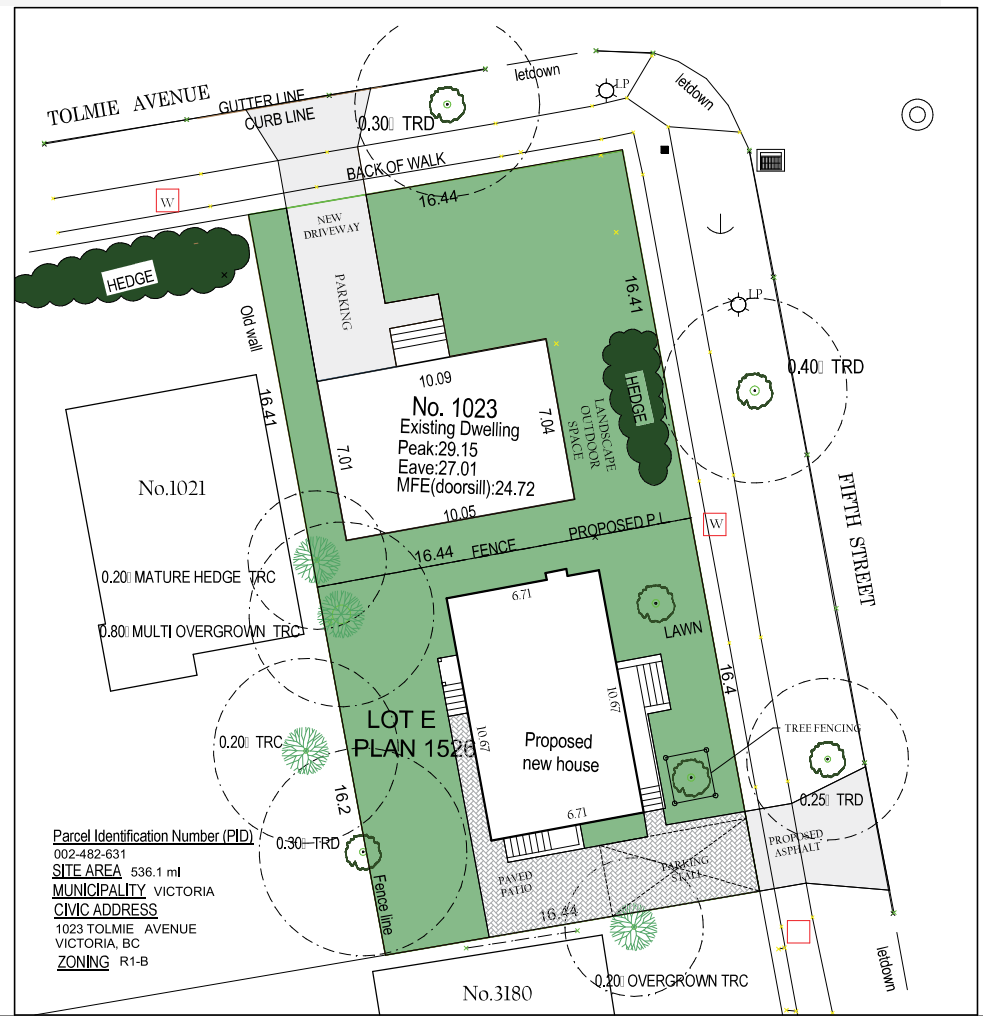 TOLMIE AVENUE
GUTTER LINE
CURB LINE
letdown
LP
letdown
0.30▯ TRD
BACK OF WALK
W
16.44
NEW
DRIVEWAY
PARKING
HEDGE
Old wall
16.41
16.41
LP
0.40▯ TRD
HEDGE
LANDSCAPE
OUTDOOR
SPACE
10.09
No. 1023
Existing Dwelling
Peak:29.15
Eave:27.01
MFE(doorsill):24.72
7.01
7.04
10.05
No.1021
FIFTH STREET
W
16.44
FENCE
PROPOSED P.L
0.20▯ MATURE HEDGE TRC
0.80▯ MULTI OVERGROWN TRC
6.71
LAWN
16.4
10.67
10.67
LOT E
PLAN 1526
Proposed
new house
TREE FENCING
0.20▯ TRC
0.25▯ TRD
16.2
6.71
0.30▯ TRD
PROPOSED
ASPHALT
PARKING
STALL
PAVED
PATIO
16.44
Fence line
Parcel Identification Number (PID)
002-482-631
SITE AREA 536.1 ml
MUNICIPALITY VICTORIA
CIVIC ADDRESS
1023 TOLMIE AVENUE
VICTORIA, BC
ZONING R1-B
0.20▯ OVERGROWN TRC
No.3180
letdown